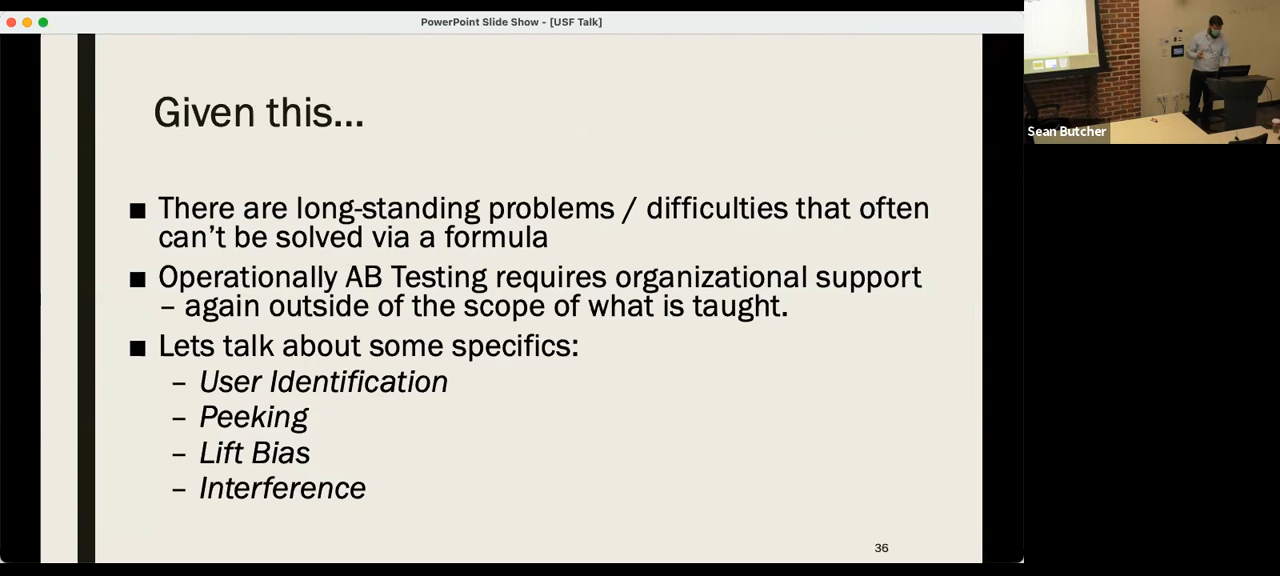 PowerPoint Slide Show - [USF Talk]
Given this...
■ There are long-standing problems / difficulties that often
can't be solved via a formula
■ Operationally AB Testing requires organizational support
– again outside of the scope of what is taught.
■ Lets talk about some specifics:
– User Identification
– Peeking
– Lift Bias
– Interference
36
Sean Butcher